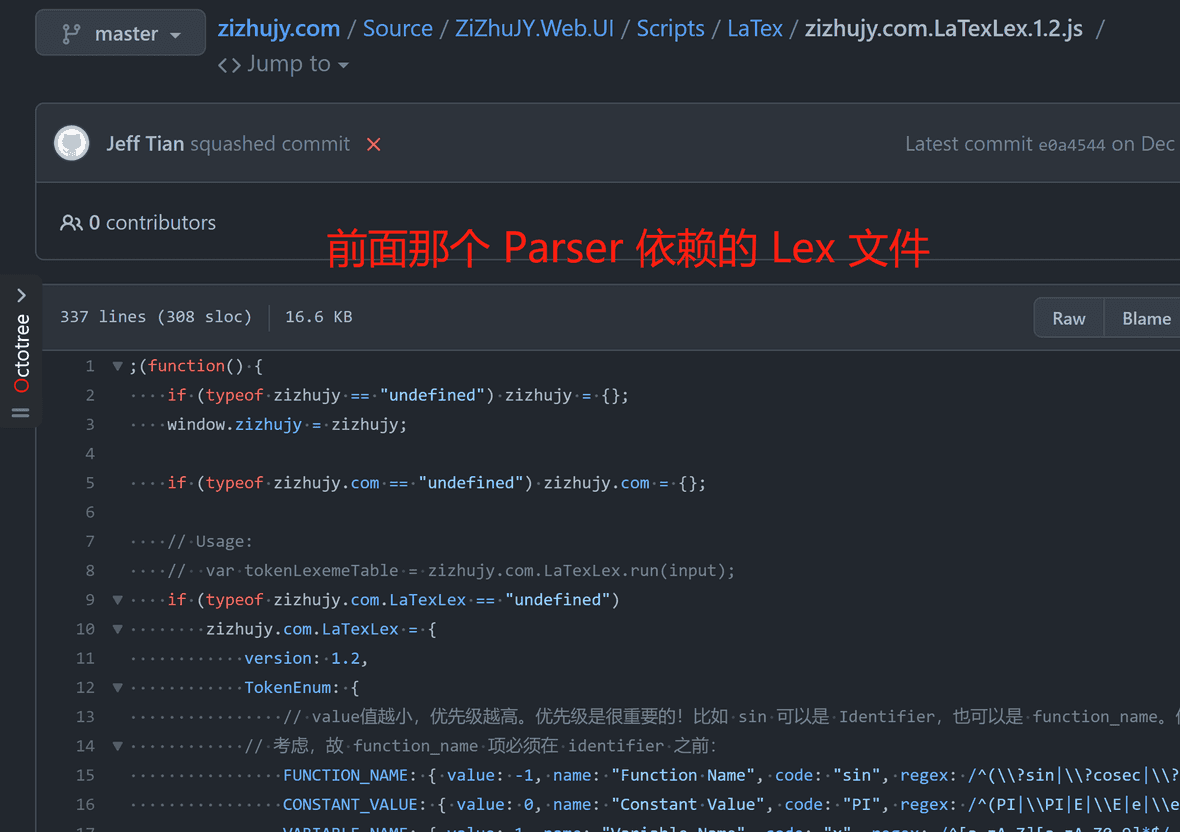 master zizhujy.com / Source / ZiZhuJY.Web.UI / Scripts / LaTex / zizhujy.com.LaTexLex.1.2.js /
<> Jump to
Jeff Tian squashed commit Latest commit e0a4544 on Dec
0 contributors
前面那个 Parser 依赖的 Lex 文件
337 lines (308 sloc) 16.6 KB Raw Blame
Octotree
1 ;(function()·{
2 ····if·(typeof·zizhujy·==·"undefined")·zizhujy·=·{};
3 ····window.zizhujy·=·zizhujy;
4
5 ····if·(typeof·zizhujy.com·==·"undefined")·zizhujy.com·=·{};
6
7 ····//·Usage:
8 ····//··var·tokenLexemeTable·=·zizhujy.com.LaTexLex.run(input);
9 ····if·(typeof·zizhujy.com.LaTexLex·==·"undefined")
10 ········zizhujy.com.LaTexLex·=·{
11 ············version:·1.2,
12 ············TokenEnum:·{
13 ················//·value值越小，优先级越高。优先级是很重要的！比如·sin·可以是·Identifier，也可以是·function_name。
14 ············//·考虑，故·function_name·项必须在·identifier·之前：
15 ················FUNCTION_NAME:·{·value:·-1,·name:·"Function·Name",·code:·"sin",·regex:·/^(\\?sin|\\?cosec|\\?
16 ················CONSTANT_VALUE:·{·value:·0,·name:·"Constant·Value",·code:·"PI",·regex:·/^(PI|\\PI|E|\\E|e|\\e